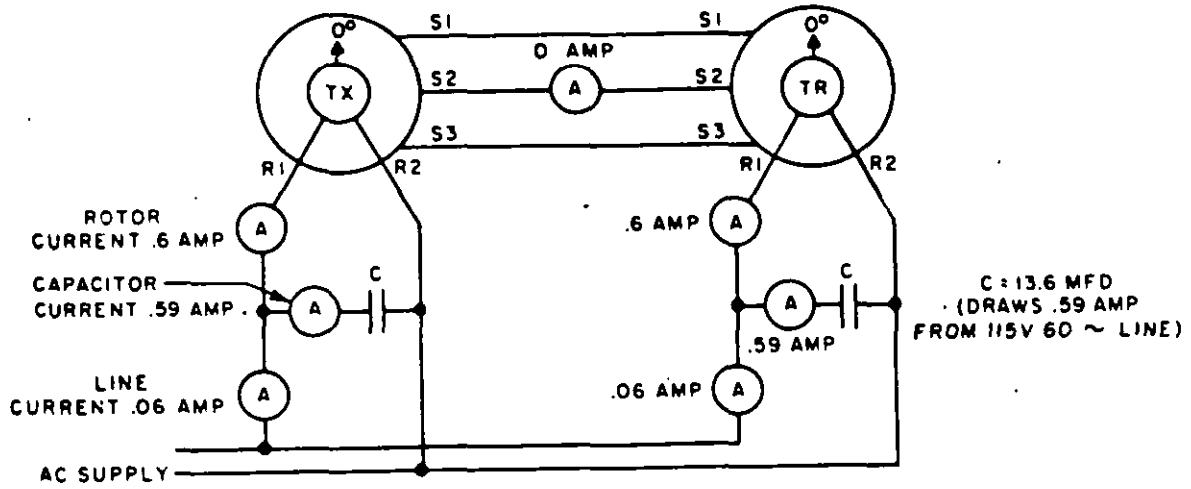 S1
S1
0°
0°
0 AMP
TX
S2
A
S2
TR
S3
S3
R1
R2
R1
R2
ROTOR
CURRENT .6 AMP
A
.6 AMP
A
CAPACITOR
CURRENT .59 AMP
A
C
A
C
.59 AMP
C = 13.6 MFD
(DRAWS .59 AMP
FROM 115V 60 ~ LINE)
LINE
CURRENT .06 AMP
A
.06 AMP
A
AC SUPPLY